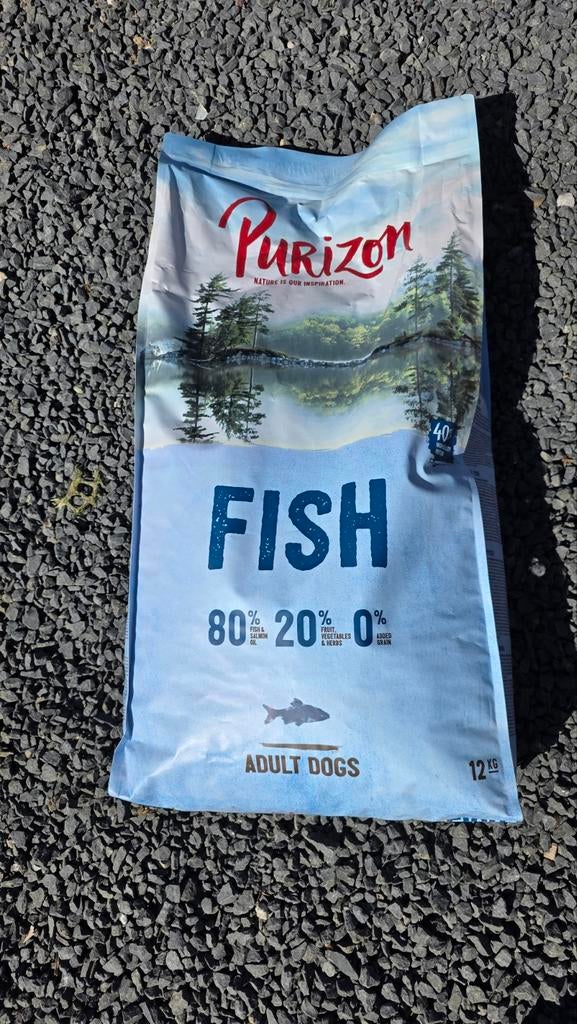 Purizon
NATURE IS OUR INSPIRATION.
40
FISH
80% FISH & SALMON OIL 20% FRUIT, VEGETABLES & HERBS 0% ADDED GRAIN
ADULT DOGS
12 KG